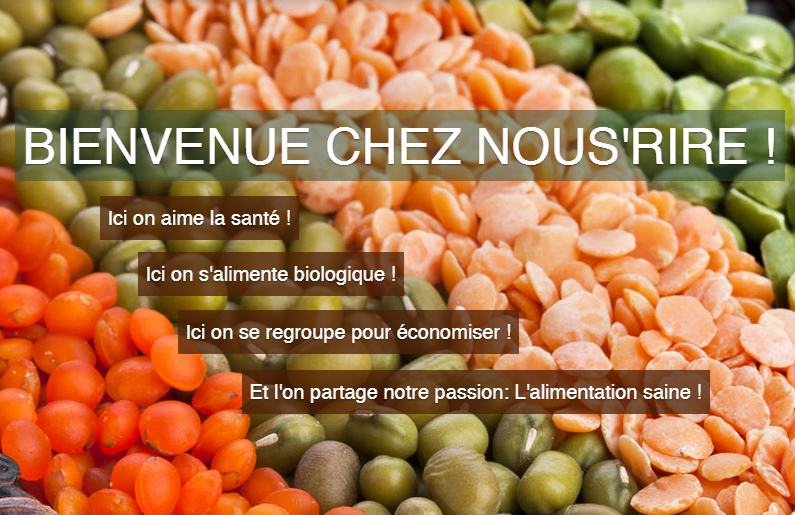 BIENVENUE CHEZ NOUS'RIRE !
Ici on aime la santé !
Ici on s'alimente biologique !
Ici on se regroupe pour économiser !
Et l'on partage notre passion: L'alimentation saine !